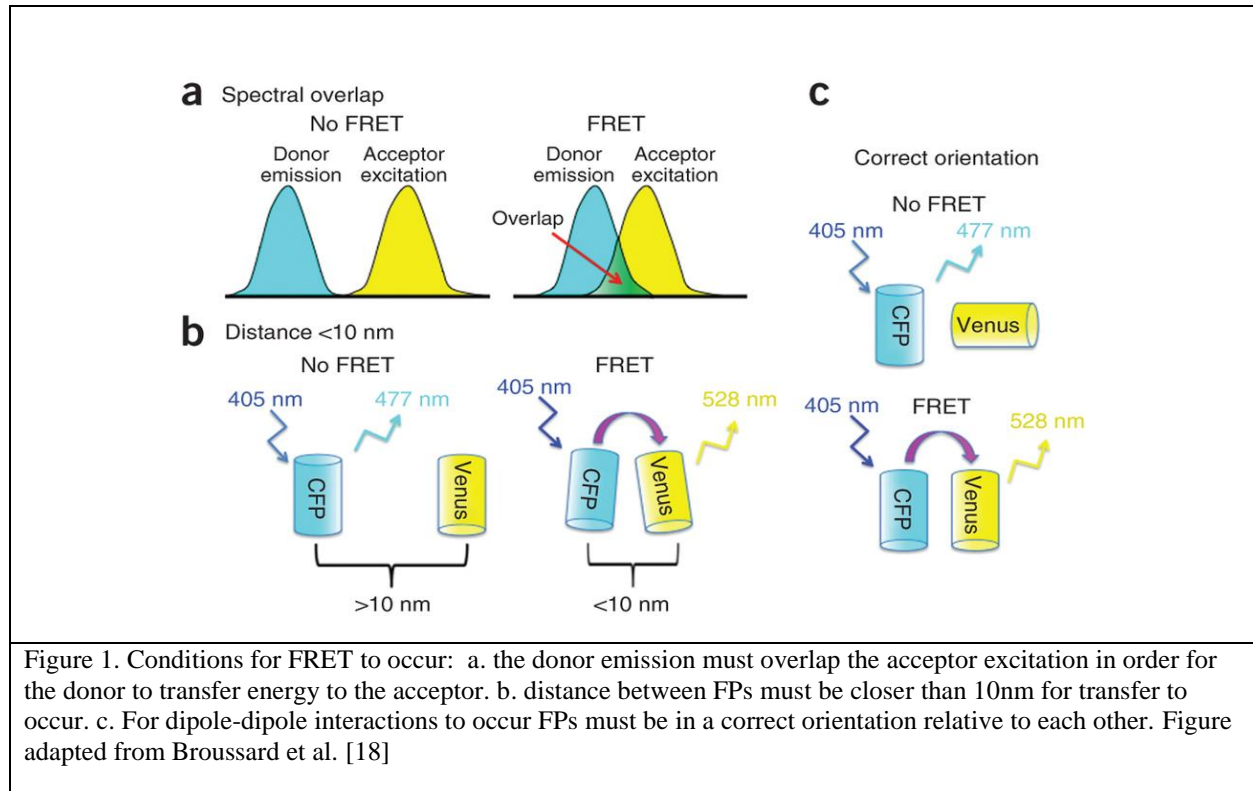 a Spectral overlap
No FRET
Donor
emission
Acceptor
excitation
FRET
Donor
emission
Acceptor
excitation
Overlap
b Distance <10 nm
No FRET
405 nm
477 nm
CFP
Venus
>10 nm
FRET
405 nm
528 nm
CFP
Venus
<10 nm
c
Correct orientation
No FRET
405 nm
477 nm
CFP
Venus
FRET
405 nm
528 nm
CFP
Venus
Figure 1. Conditions for FRET to occur:  a. the donor emission must overlap the acceptor excitation in order for
the donor to transfer energy to the acceptor. b. distance between FPs must be closer than 10nm for transfer to
occur. c. For dipole-dipole interactions to occur FPs must be in a correct orientation relative to each other. Figure
adapted from Broussard et al. [18]